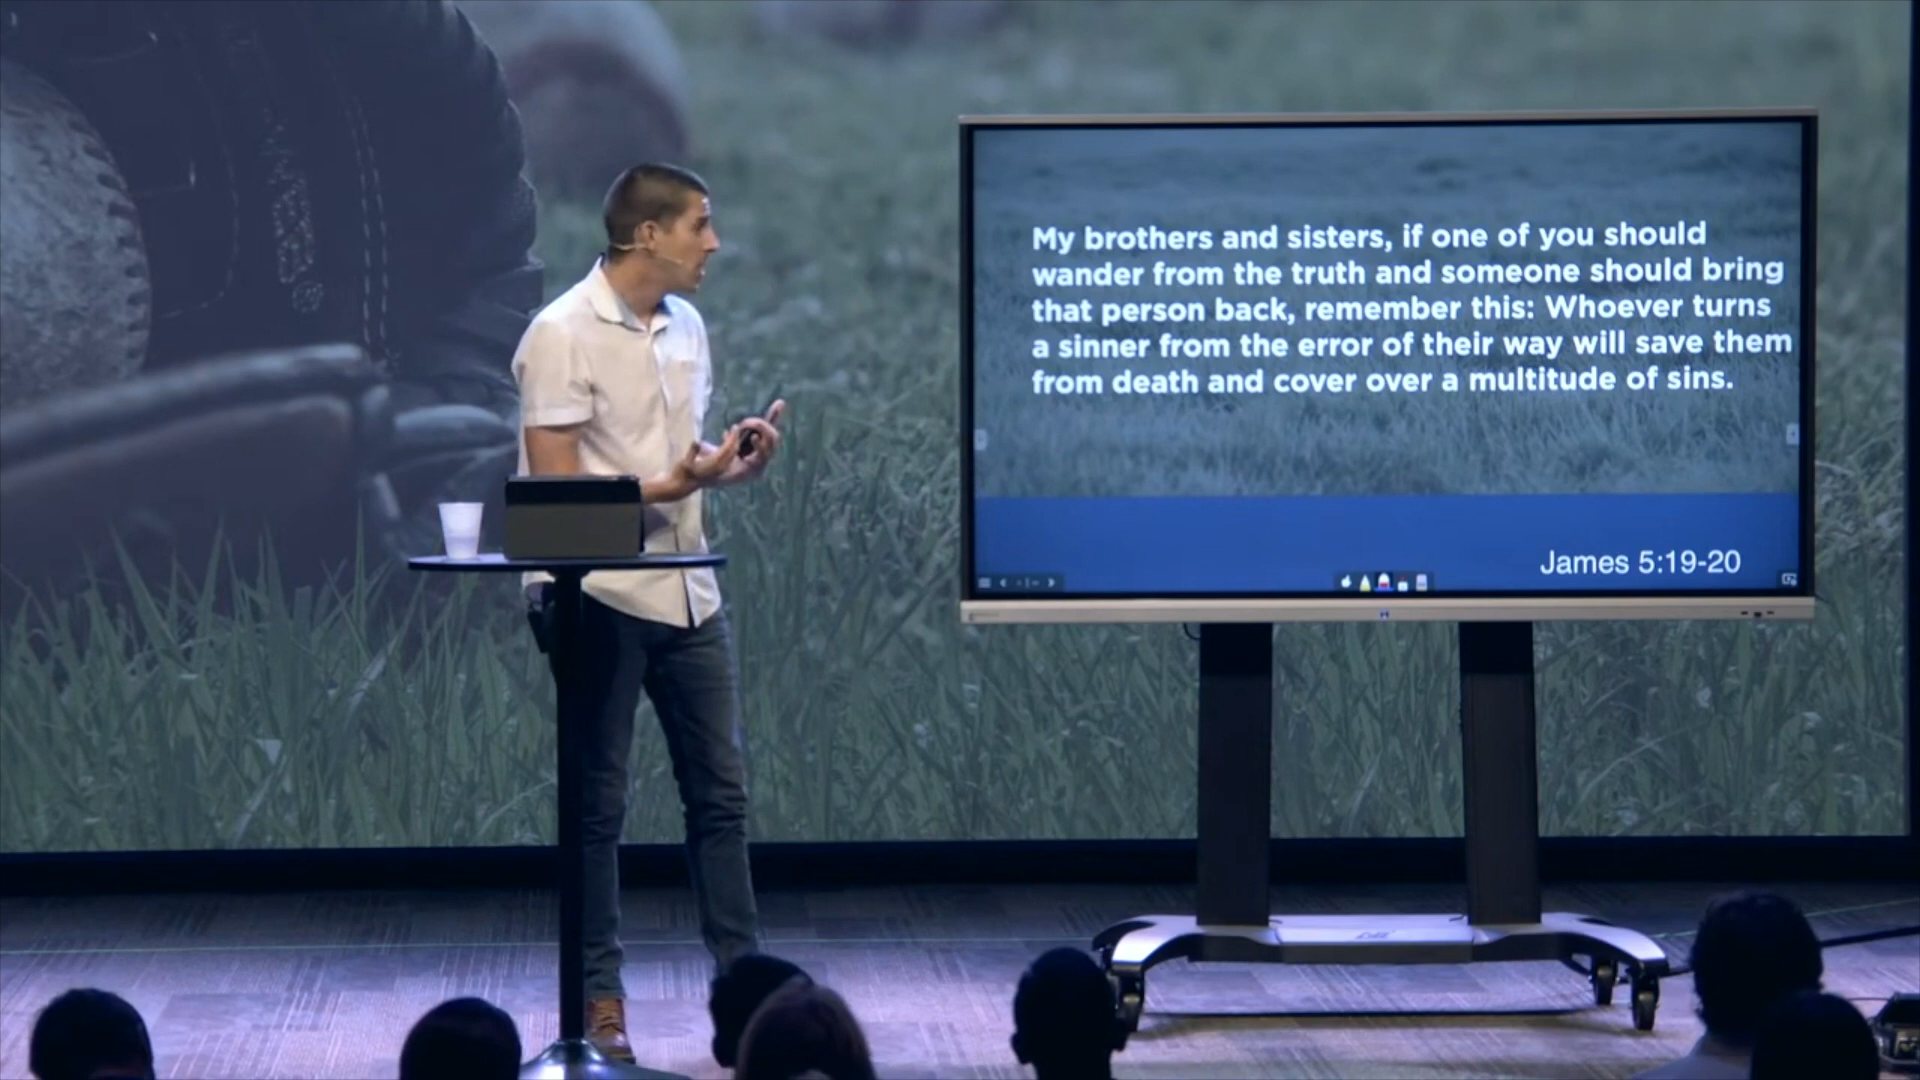 My brothers and sisters, if one of you should
wander from the truth and someone should bring
that person back, remember this: Whoever turns
a sinner from the error of their way will save them
from death and cover over a multitude of sins.
James 5:19-20